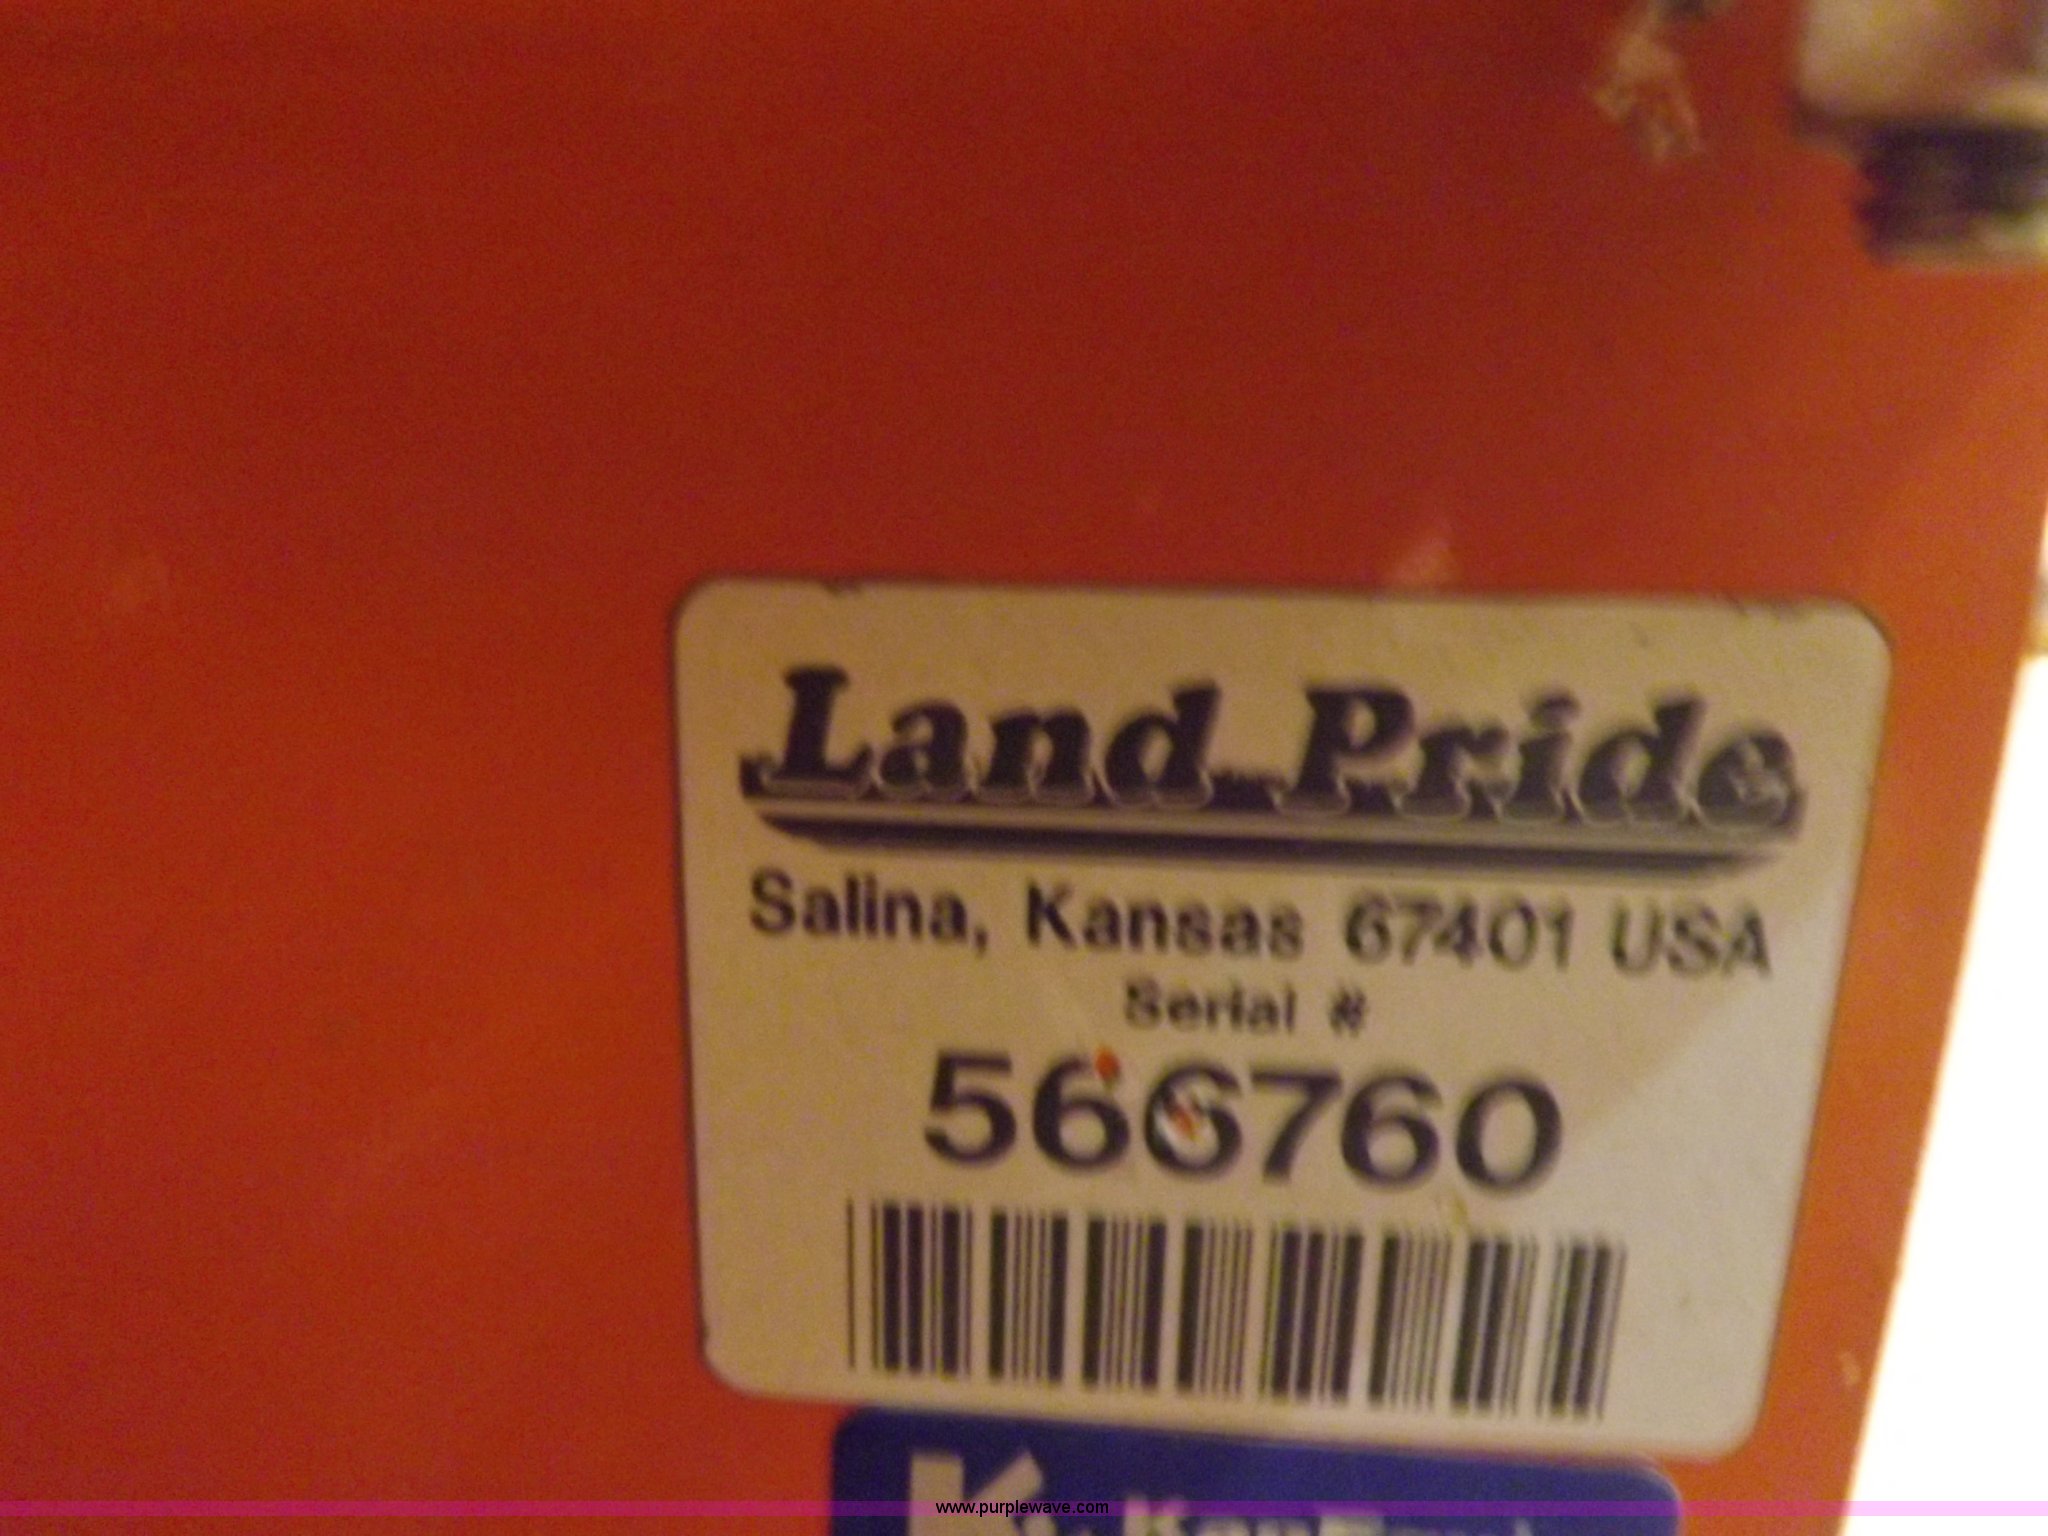 Land Pride
Salina, Kansas 67401 USA
Serial #
566760
www.purplewave.com